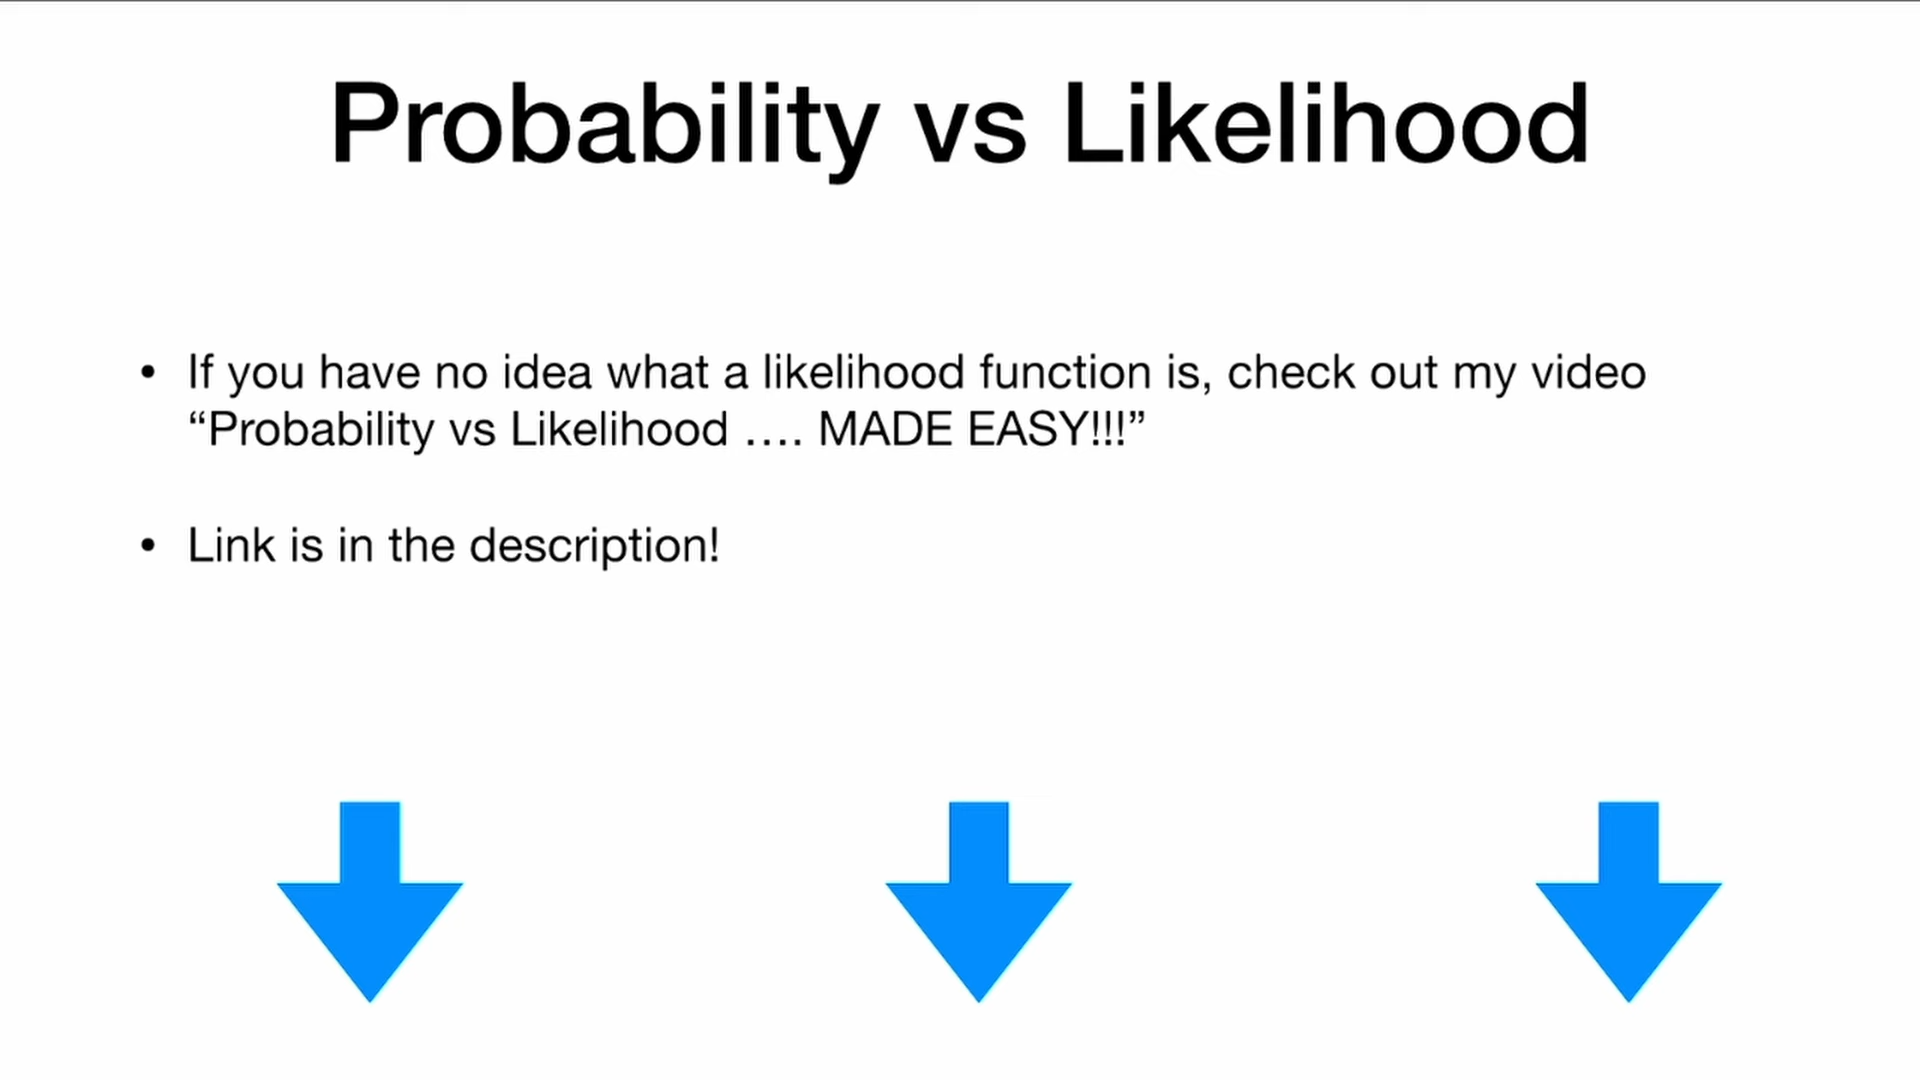 Probability vs Likelihood
• If you have no idea what a likelihood function is, check out my video
“Probability vs Likelihood …. MADE EASY!!!”
• Link is in the description!